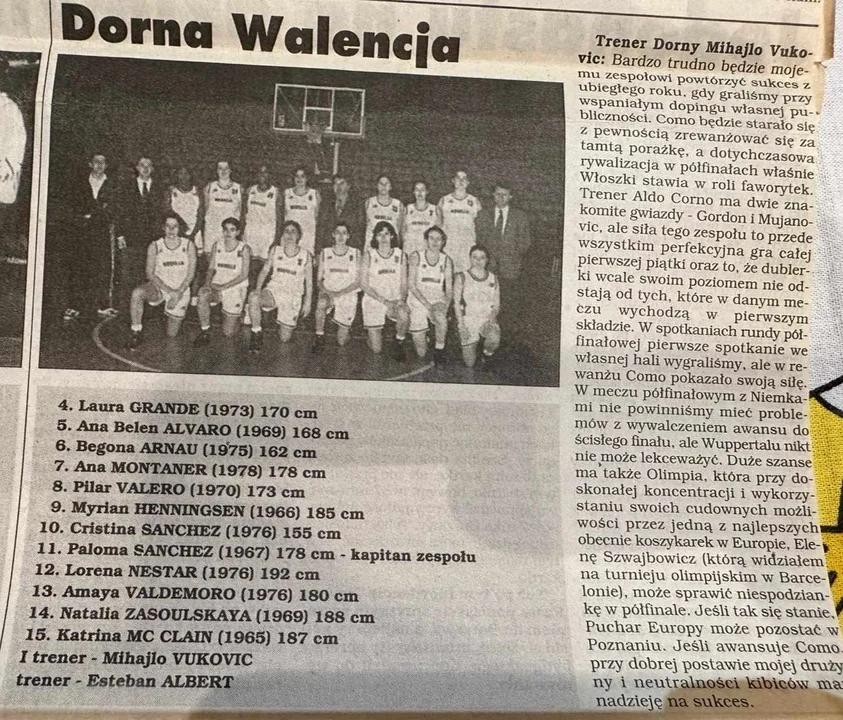 Dorna Walencja
4. Laura GRANDE (1973) 170 cm
5. Ana Belen ALVARO (1969) 168 cm
6. Begona ARNAU (1975) 162 cm
7. Ana MONTANER (1978) 178 cm
8. Pilar VALERO (1970) 173 cm
9. Myrian HENNINGSEN (1966) 185 cm
10. Cristina SANCHEZ (1976) 155 cm
11. Paloma SANCHEZ (1967) 178 cm - kapitan zespołu
12. Lorena NESTAR (1976) 192 cm
13. Amaya VALDEMORO (1976) 180 cm
14. Natalia ZASOULSKAYA (1969) 188 cm
15. Katrina MC CLAIN (1965) 187 cm
I trener - Mihajlo VUKOVIC
trener - Esteban ALBERT
Trener Dorny Mihajlo Vuko-
vic: Bardzo trudno będzie moje-
mu zespołowi powtórzyć sukces z
ubiegłego roku, gdy graliśmy przy
wspaniałym dopingu własnej pu-
bliczności. Como będzie starało się
z pewnością zrewanżować się za
tamtą porażkę, a dotychczasowa
rywalizacja w półfinałach właśnie
Włoszki stawia w roli faworytek.
Trener Aldo Corno ma dwie zna-
komite gwiazdy - Gordon i Mujano-
vic, ale siła tego zespołu to przede
wszystkim perfekcyjna gra całej
pierwszej piątki oraz to, że dubler-
ki wcale swoim poziomem nie od-
stają od tych, które w danym me-
czu wychodzą w pierwszym
składzie. W spotkaniach rundy pół-
finałowej pierwsze spotkanie we
własnej hali wygraliśmy, ale w re-
wanżu Como pokazało swoją siłę.
W meczu półfinałowym z Niemka-
mi nie powinniśmy mieć proble-
mów z wywalczeniem awansu do
ścisłego finału, ale Wuppertalu nikt
nie może lekceważyć. Duże szanse
ma także Olimpia, która przy do-
skonałej koncentracji i wykorzy-
staniu swoich cudownych możli-
wości przez jedną z najlepszych
obecnie koszykarek w Europie, Ele-
nę Szwajbowicz (którą widziałem
na turnieju olimpijskim w Barce-
lonie), może sprawić niespodzian-
kę w półfinale. Jeśli tak się stanie,
Puchar Europy może pozostać w
Poznaniu. Jeśli awansuje Como,
przy dobrej postawie mojej druży
ny i neutralności kibiców ma
nadzieję na sukces.